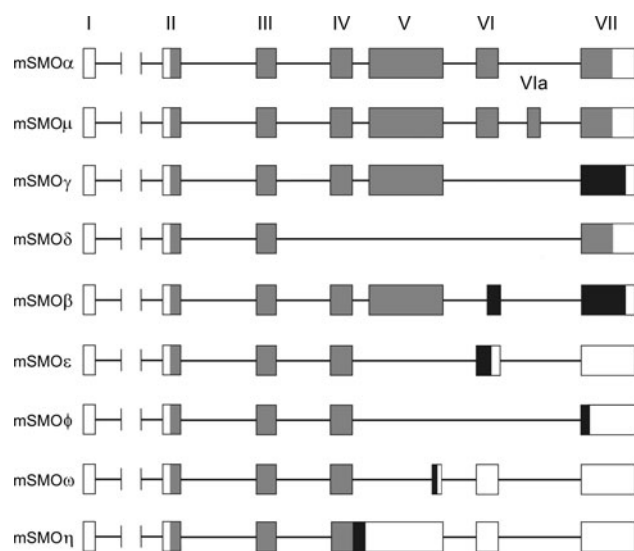 I II III IV V VI VII
mSMOα
VIa
mSMOμ
mSMOγ
mSMOδ
mSMOβ
mSMOε
mSMOφ
mSMOω
mSMOη